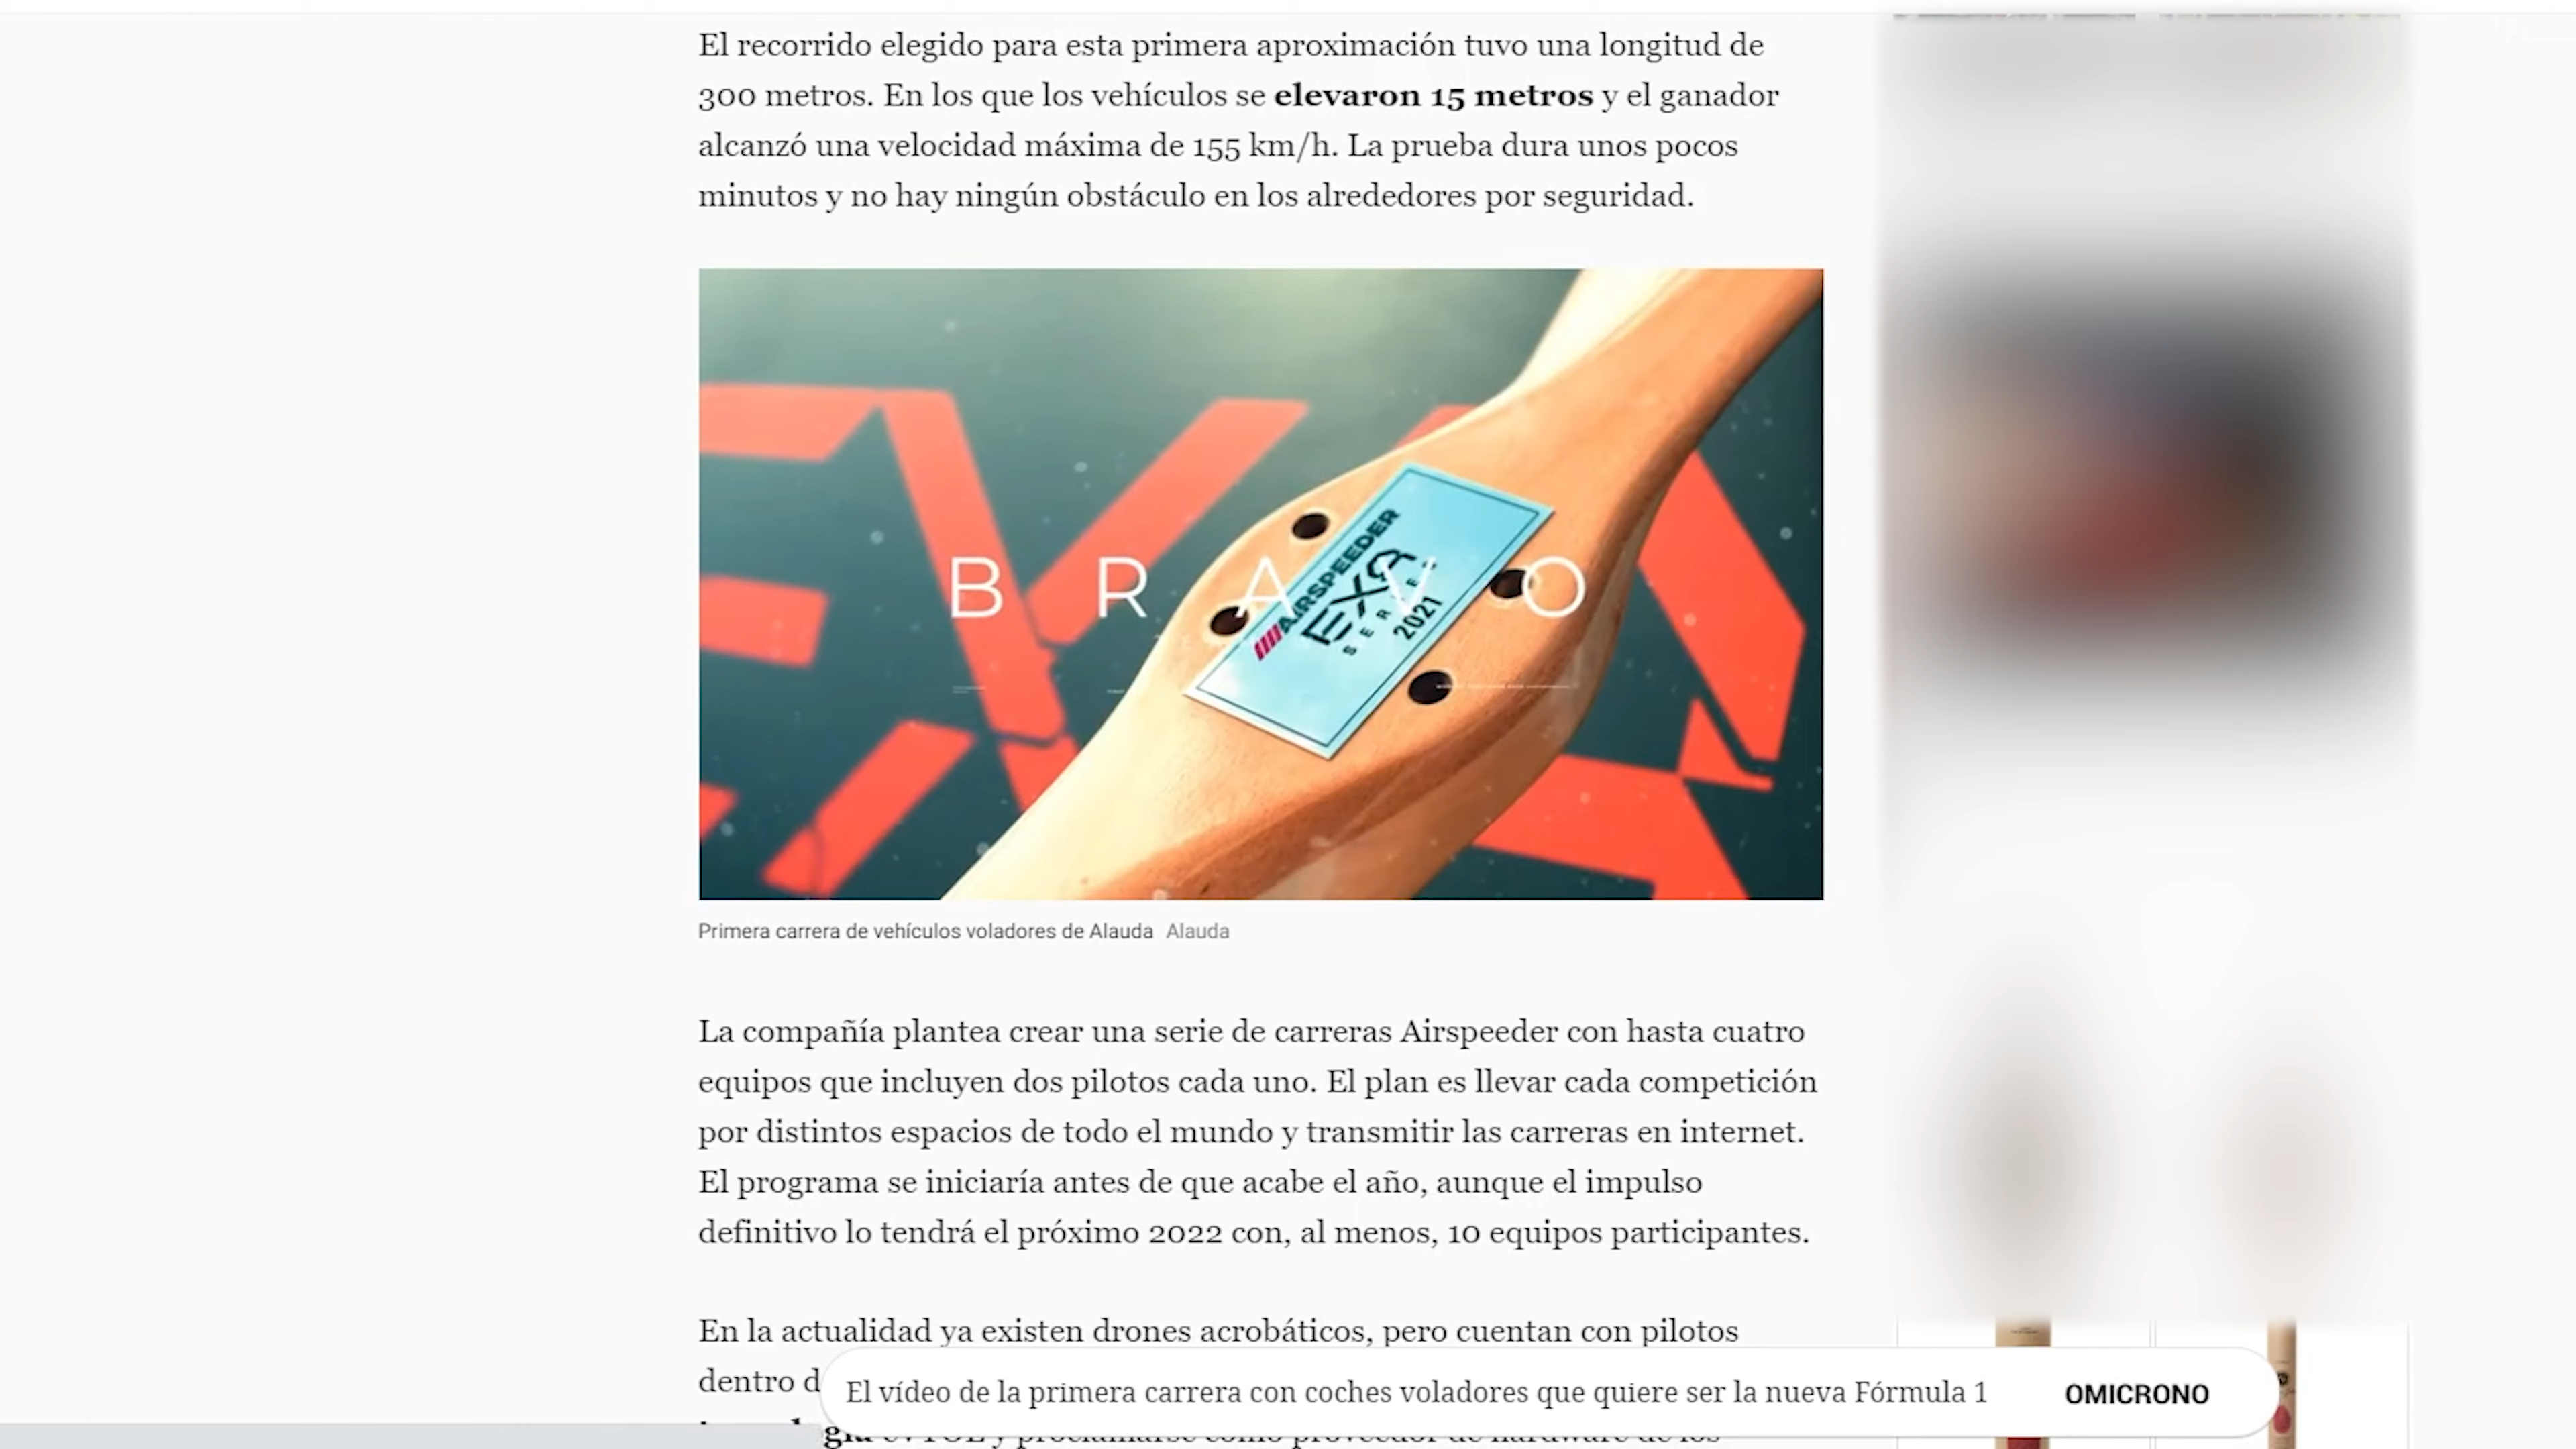 El recorrido elegido para esta primera aproximación tuvo una longitud de
300 metros. En los que los vehículos se elevaron 15 metros y el ganador
alcanzó una velocidad máxima de 155 km/h. La prueba dura unos pocos
minutos y no hay ningún obstáculo en los alrededores por seguridad.
AIRSPEEDER
EXA
SERIES
2021
BRAVO
Primera carrera de vehículos voladores de Alauda Alauda
La compañía plantea crear una serie de carreras Airspeeder con hasta cuatro
equipos que incluyen dos pilotos cada uno. El plan es llevar cada competición
por distintos espacios de todo el mundo y transmitir las carreras en internet.
El programa se iniciaría antes de que acabe el año, aunque el impulso
definitivo lo tendrá el próximo 2022 con, al menos, 10 equipos participantes.
En la actualidad ya existen drones acrobáticos, pero cuentan con pilotos
dentro
El vídeo de la primera carrera con coches voladores que quiere ser la nueva Fórmula 1 OMICRONO